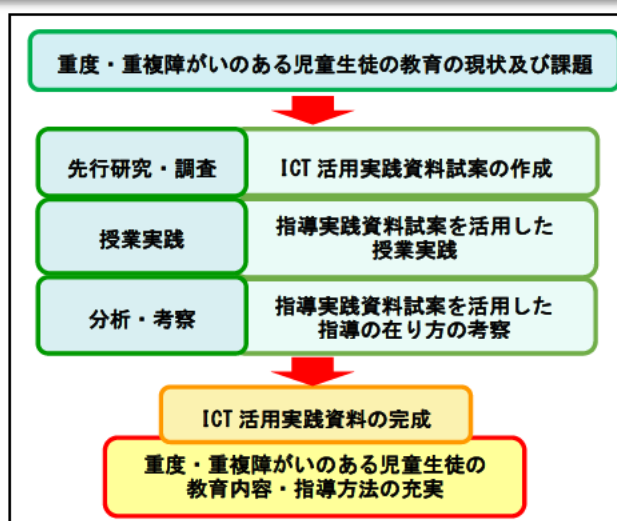 重度・重複障がいのある児童生徒の教育の現状及び課題
先行研究・調査
ICT 活用実践資料試案の作成
授業実践
指導実践資料試案を活用した
授業実践
分析・考察
指導実践資料試案を活用した
指導の在り方の考察
ICT 活用実践資料の完成
重度・重複障がいのある児童生徒の
教育内容・指導方法の充実